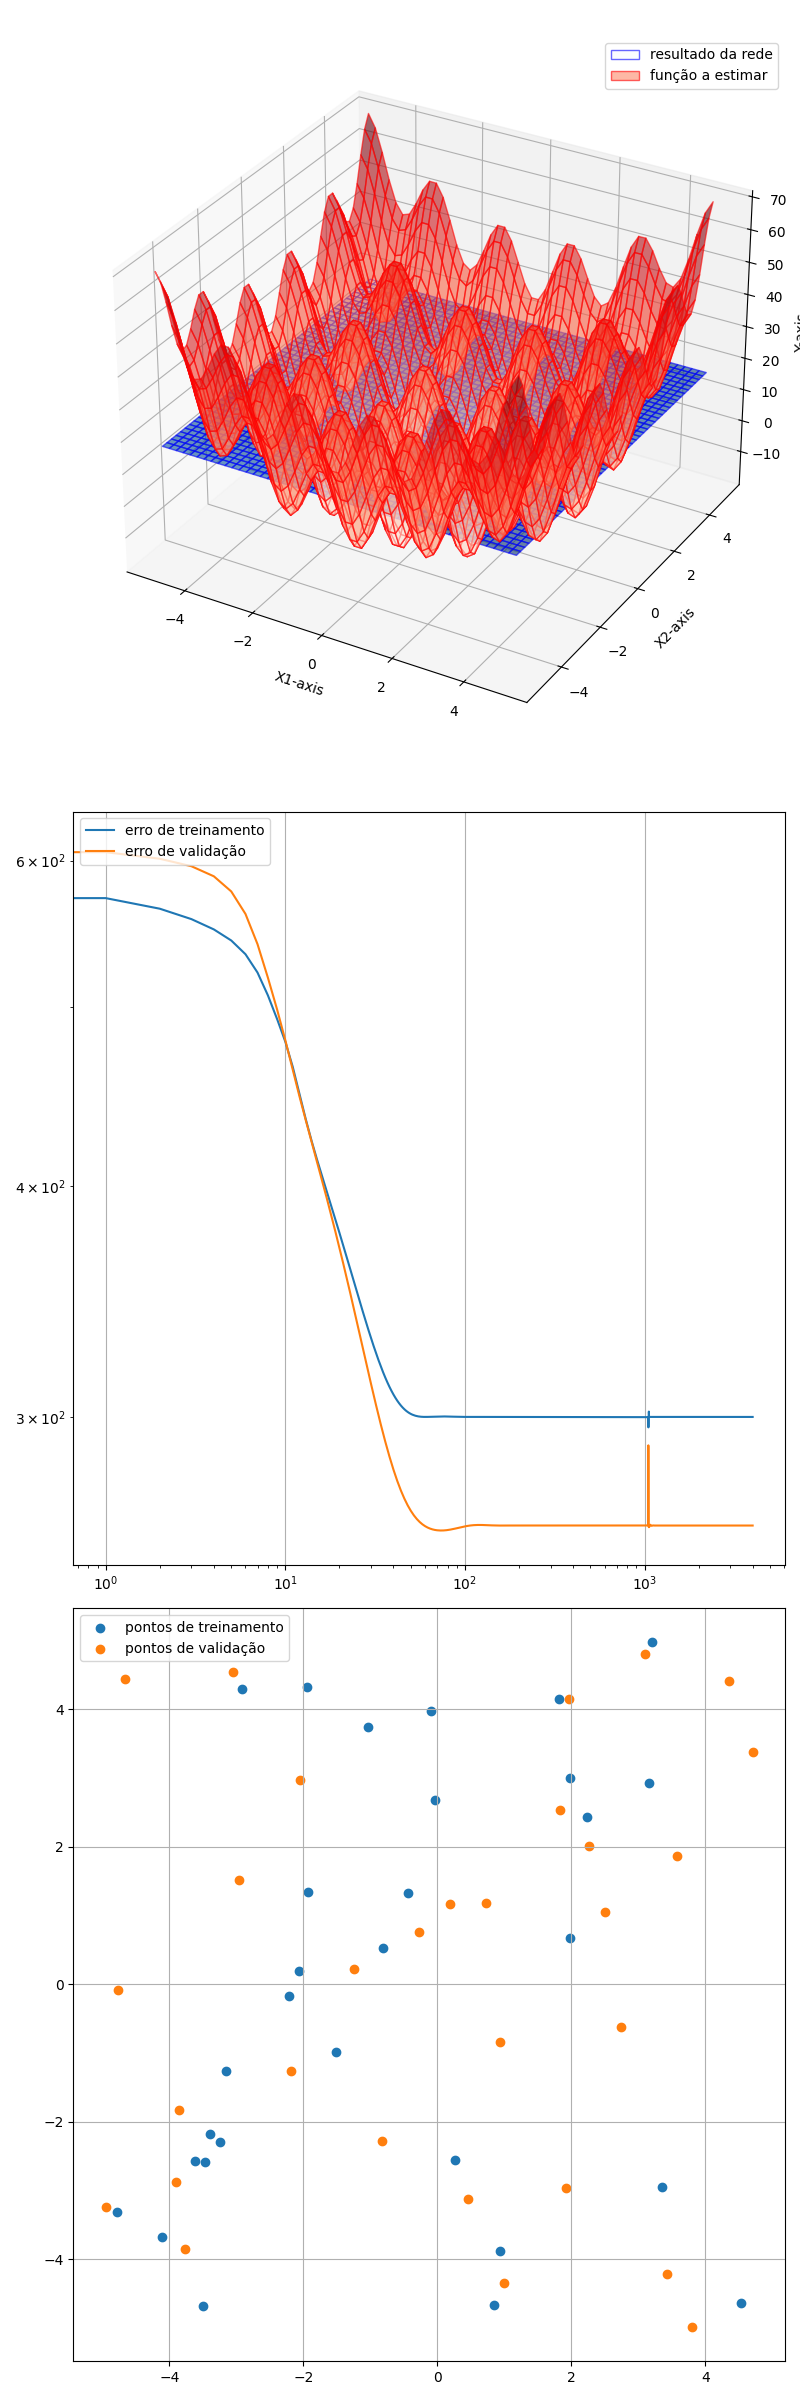 resultado da rede
função a estimar
70
60
50
40
30
20
10
0
−10
4
2
0
−2
−4
X2-axis
−4
−2
0
2
4
X1-axis
erro de treinamento
erro de validação
6 × 10²
4 × 10²
3 × 10²
10⁰ 10¹ 10² 10³
pontos de treinamento
pontos de validação
4
2
0
−2
−4
−4 −2 0 2 4